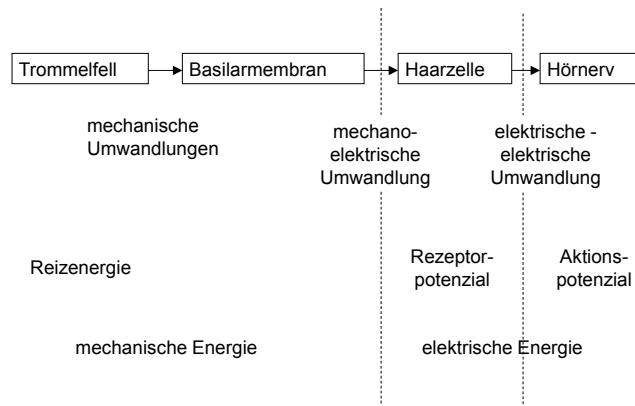 Trommelfell
Basilarmembran
Haarzelle
Hörnerv
mechanische
Umwandlungen
mechano-
elektrische
Umwandlung
elektrische -
elektrische
Umwandlung
Reizenergie
Rezeptor-
potenzial
Aktions-
potenzial
mechanische Energie
elektrische Energie